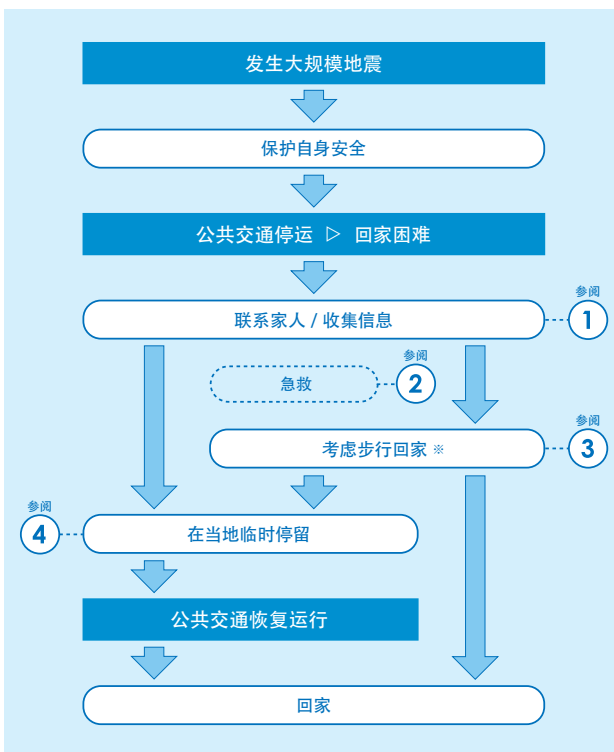 发生大规模地震
保护自身安全
公共交通停运 ▷ 回家困难
参阅
联系家人 / 收集信息
1
参阅
急救
2
参阅
考虑步行回家 ※
3
参阅
4
在当地临时停留
公共交通恢复运行
回家